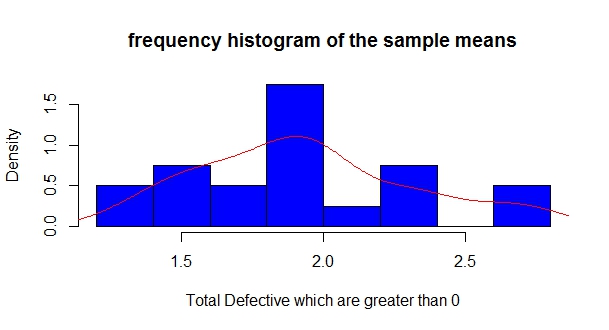 frequency histogram of the sample means
Density
1.5
1.0
0.5
0.0
1.5 2.0 2.5
Total Defective which are greater than 0